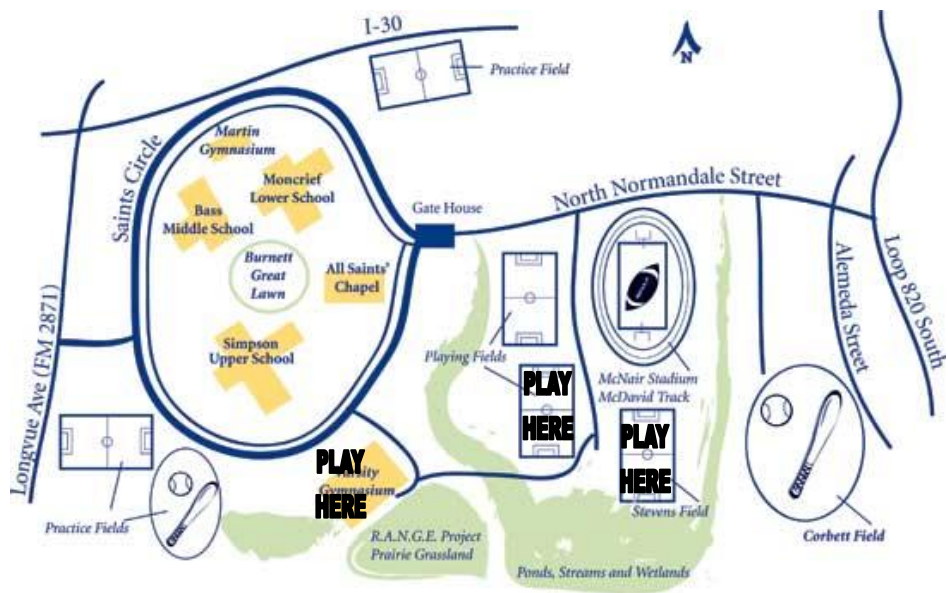 I-30
Practice Field
N
Martin
Gymnasium
Saints Circle
Moncrief
Lower School
Bass
Middle School
Gate House
North Normandale Street
Burnett
Great
Lawn
All Saints'
Chapel
Alemeda Street
Loop 820 South
Longvue Ave (FM 2871)
Simpson
Upper School
Playing Fields
McNair Stadium
McDavid Track
PLAY
HERE
PLAY
HERE
PLAY
HERE
Varsity
Gymnasium
Stevens Field
Practice Fields
R.A.N.G.E. Project
Prairie Grassland
Corbett Field
Ponds, Streams and Wetlands